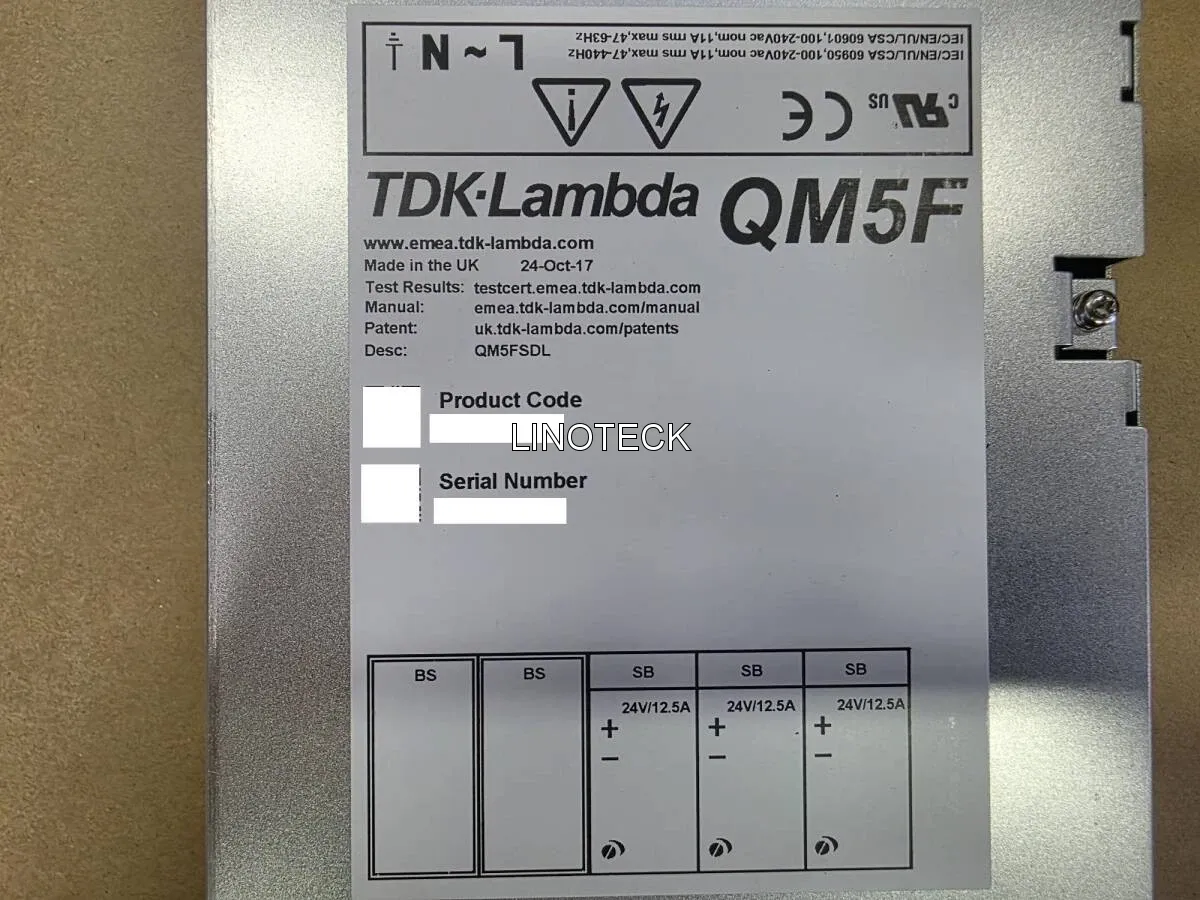 IEC/EN/UL/CSA 60601,100-240Vac nom,11A rms max,47-63Hz
IEC/EN/UL/CSA 60950,100-240Vac nom,11A rms max,47-440Hz
L ~ N
C UL US CE
TDK·Lambda QM5F
www.emea.tdk-lambda.com
Made in the UK 24-Oct-17
Test Results: testcert.emea.tdk-lambda.com
Manual: emea.tdk-lambda.com/manual
Patent: uk.tdk-lambda.com/patents
Desc: QM5FSDL
Product Code
LINOTECK
Serial Number
BS BS SB SB SB
24V/12.5A 24V/12.5A 24V/12.5A
+ + +
– – –